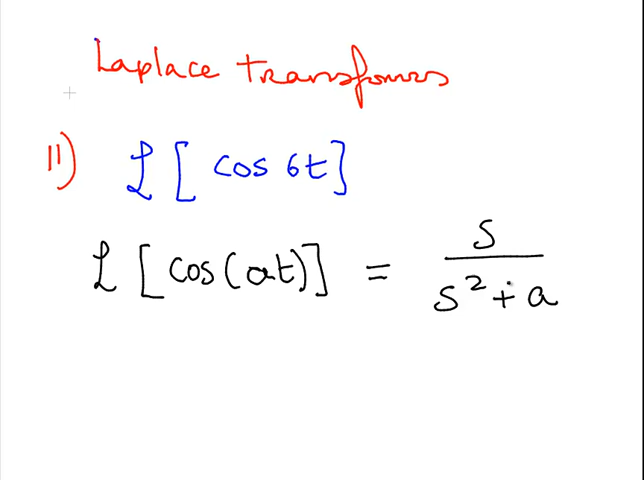 Laplace transforms
11) ℒ[cos 6t]
ℒ[cos(at)] = s/(s² + a